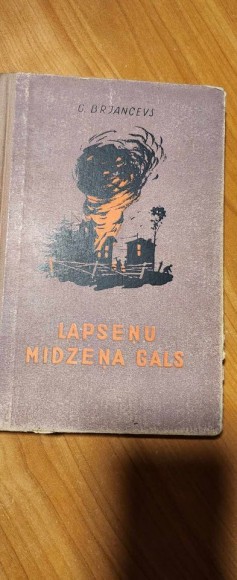 G. BRJANCEVS
LAPSEŅU
MIDZEŅA GALS